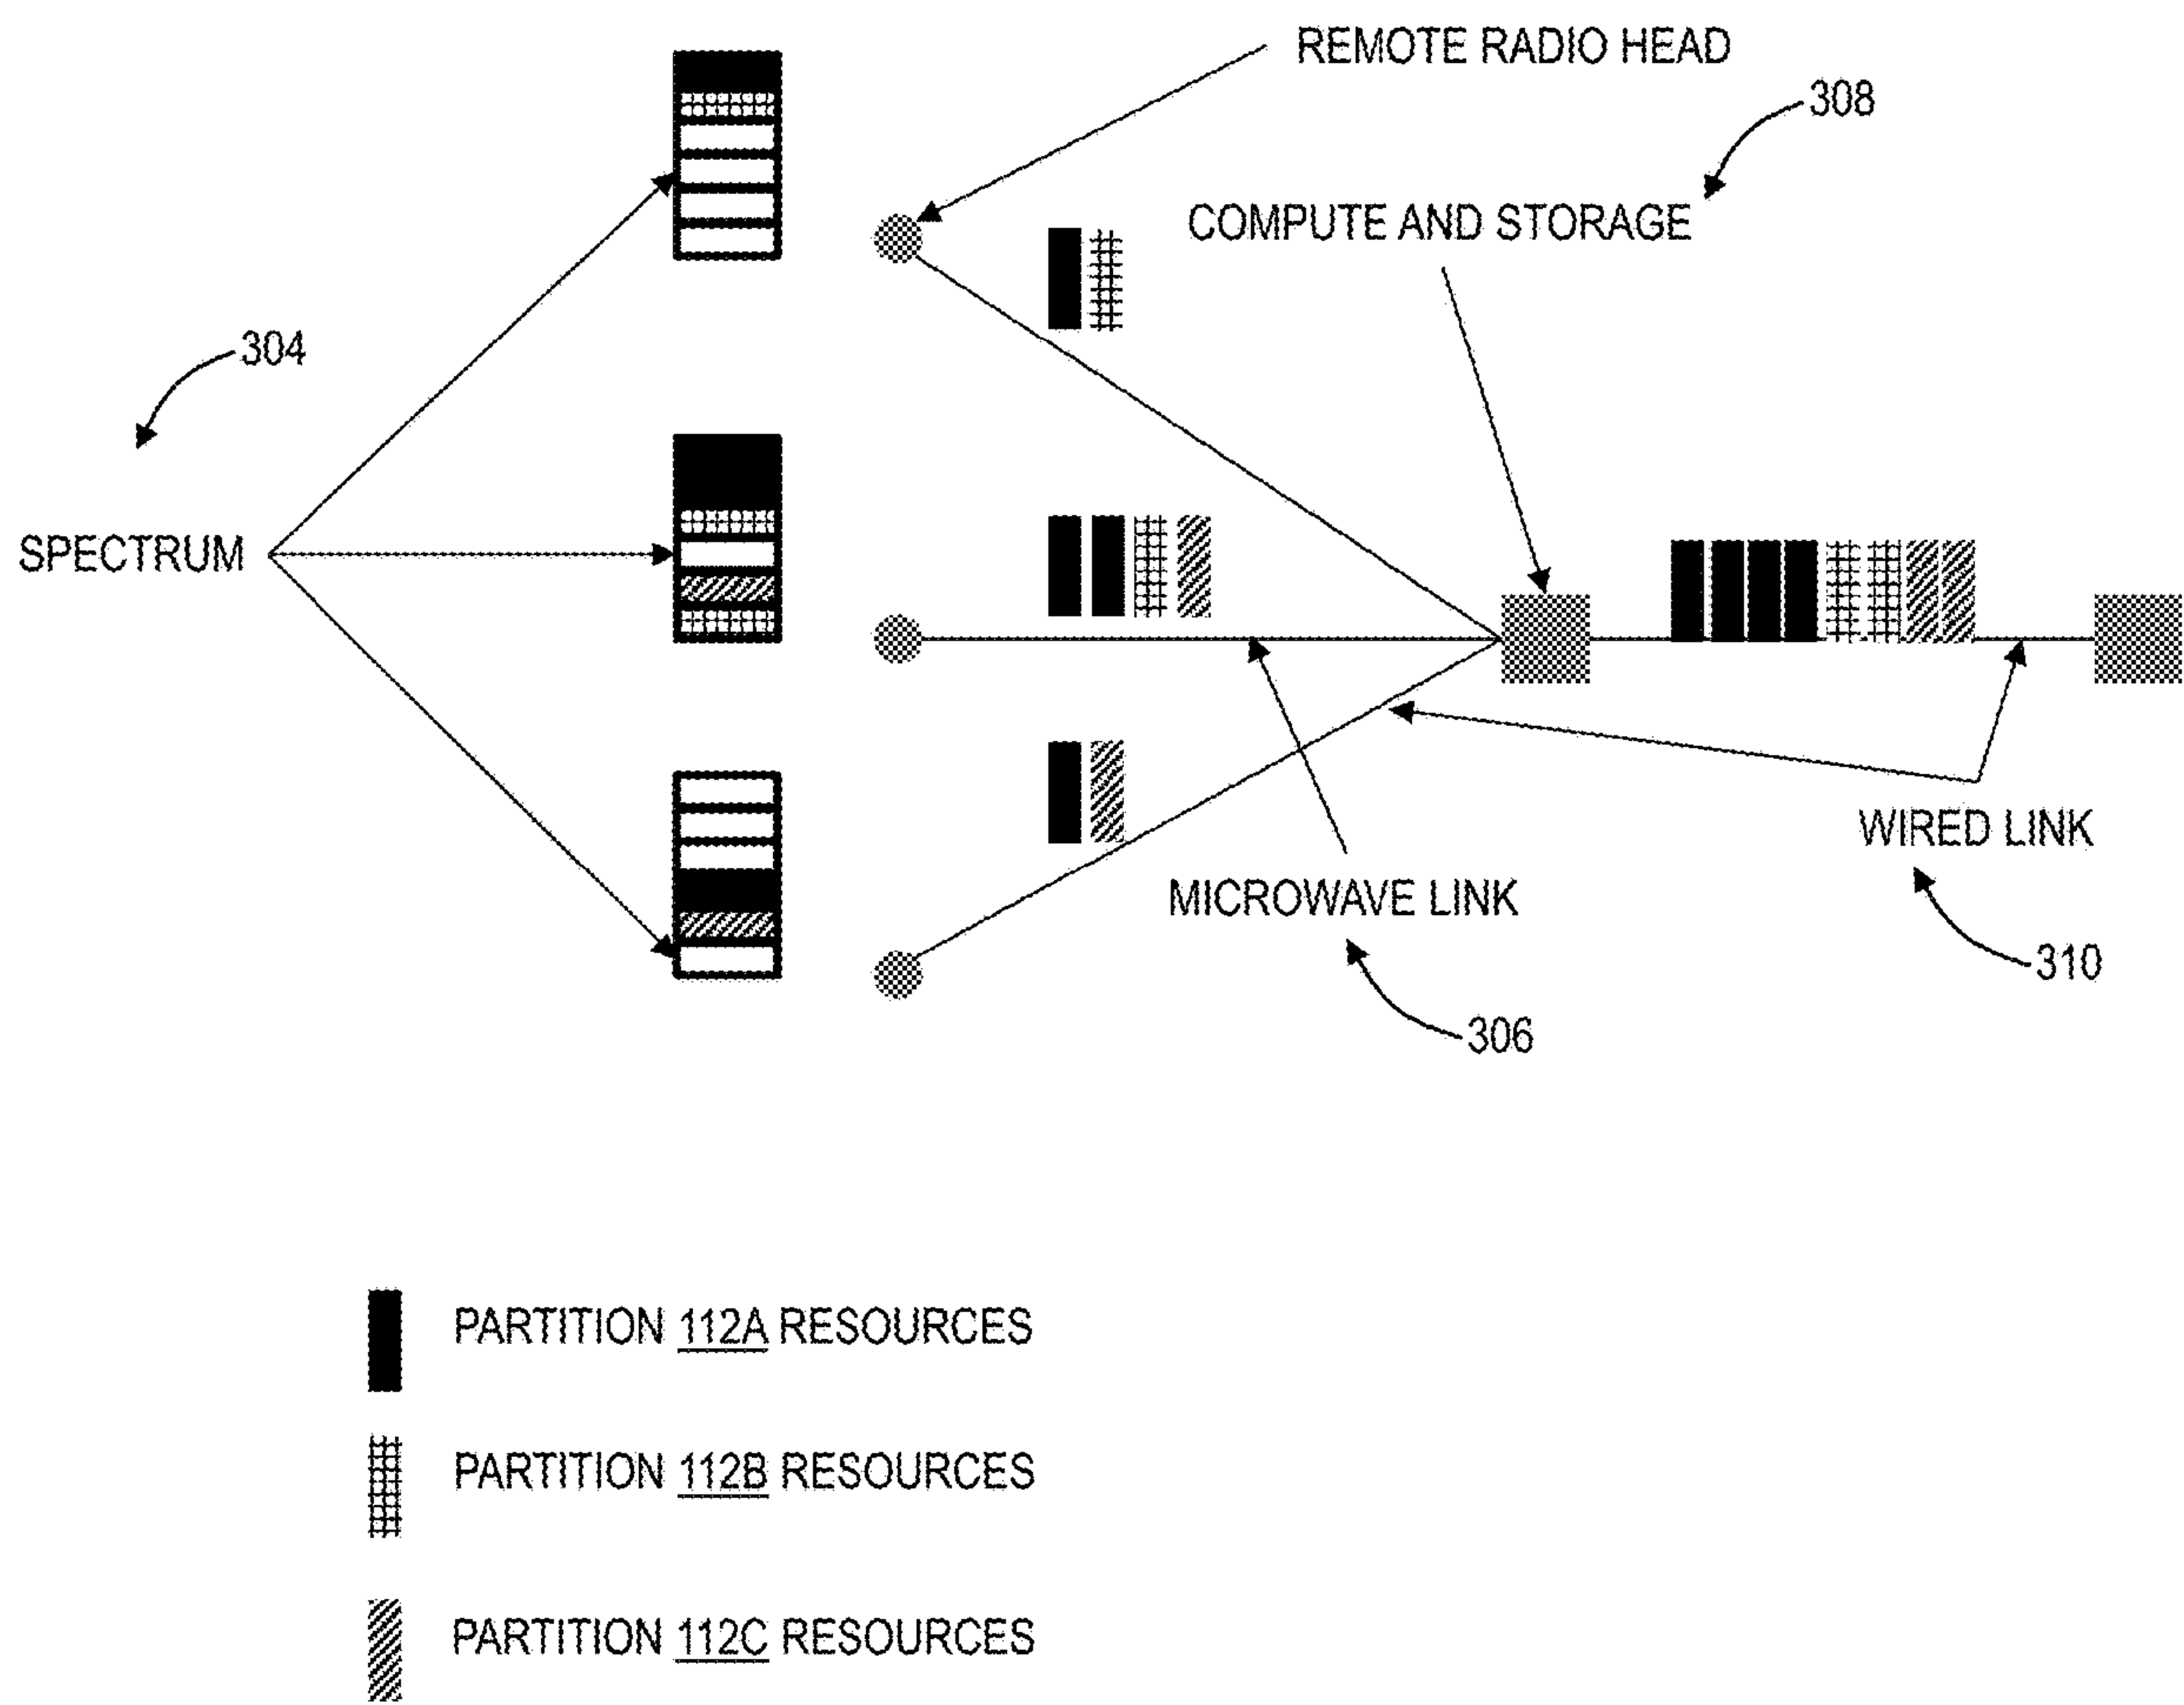 REMOTE RADIO HEAD
308
COMPUTE AND STORAGE
304
SPECTRUM
WIRED LINK
MICROWAVE LINK
310
306
PARTITION 112A RESOURCES
PARTITION 112B RESOURCES
PARTITION 112C RESOURCES